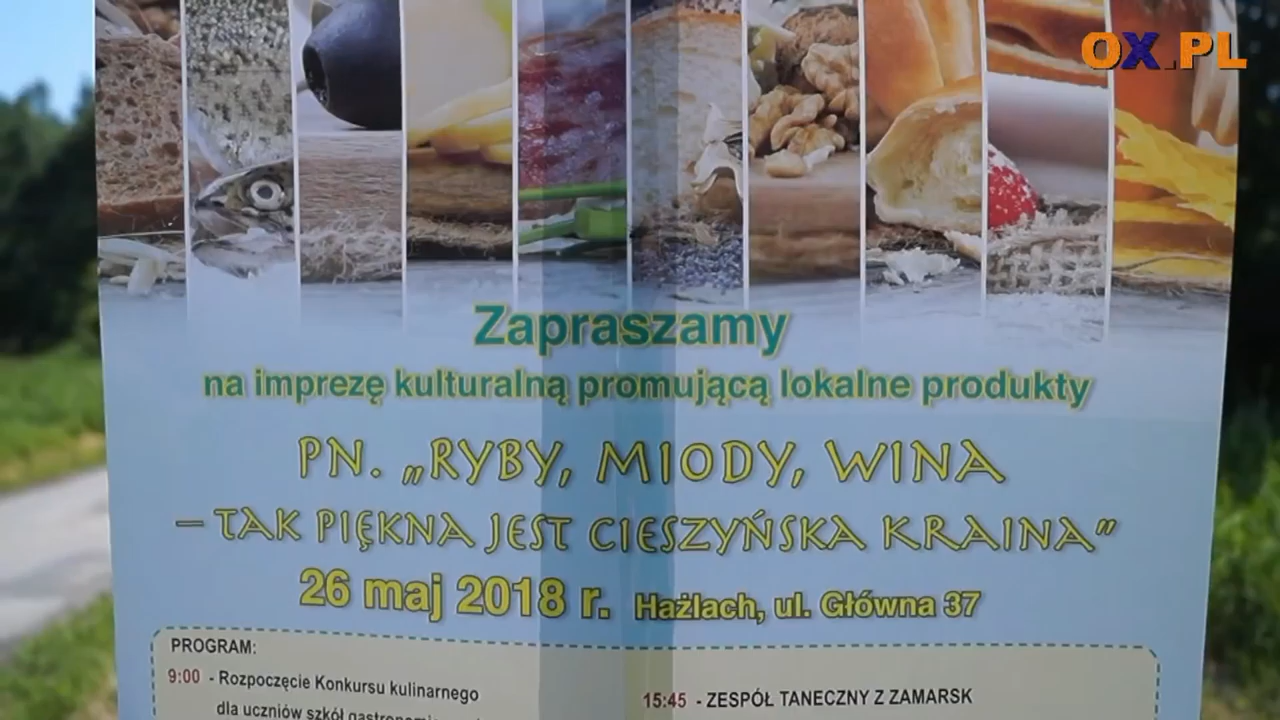 OX.PL
Zapraszamy
na imprezę kulturalną promującą lokalne produkty
PN. „RYBY, MIODY, WINA
– TAK PIĘKNA JEST CIESZYŃSKA KRAINA”
26 maj 2018 r. Hażlach, ul. Główna 37
PROGRAM:
9:00 - Rozpoczęcie Konkursu kulinarnego
dla uczniów szkół
15:45 - ZESPÓŁ TANECZNY Z ZAMARSK